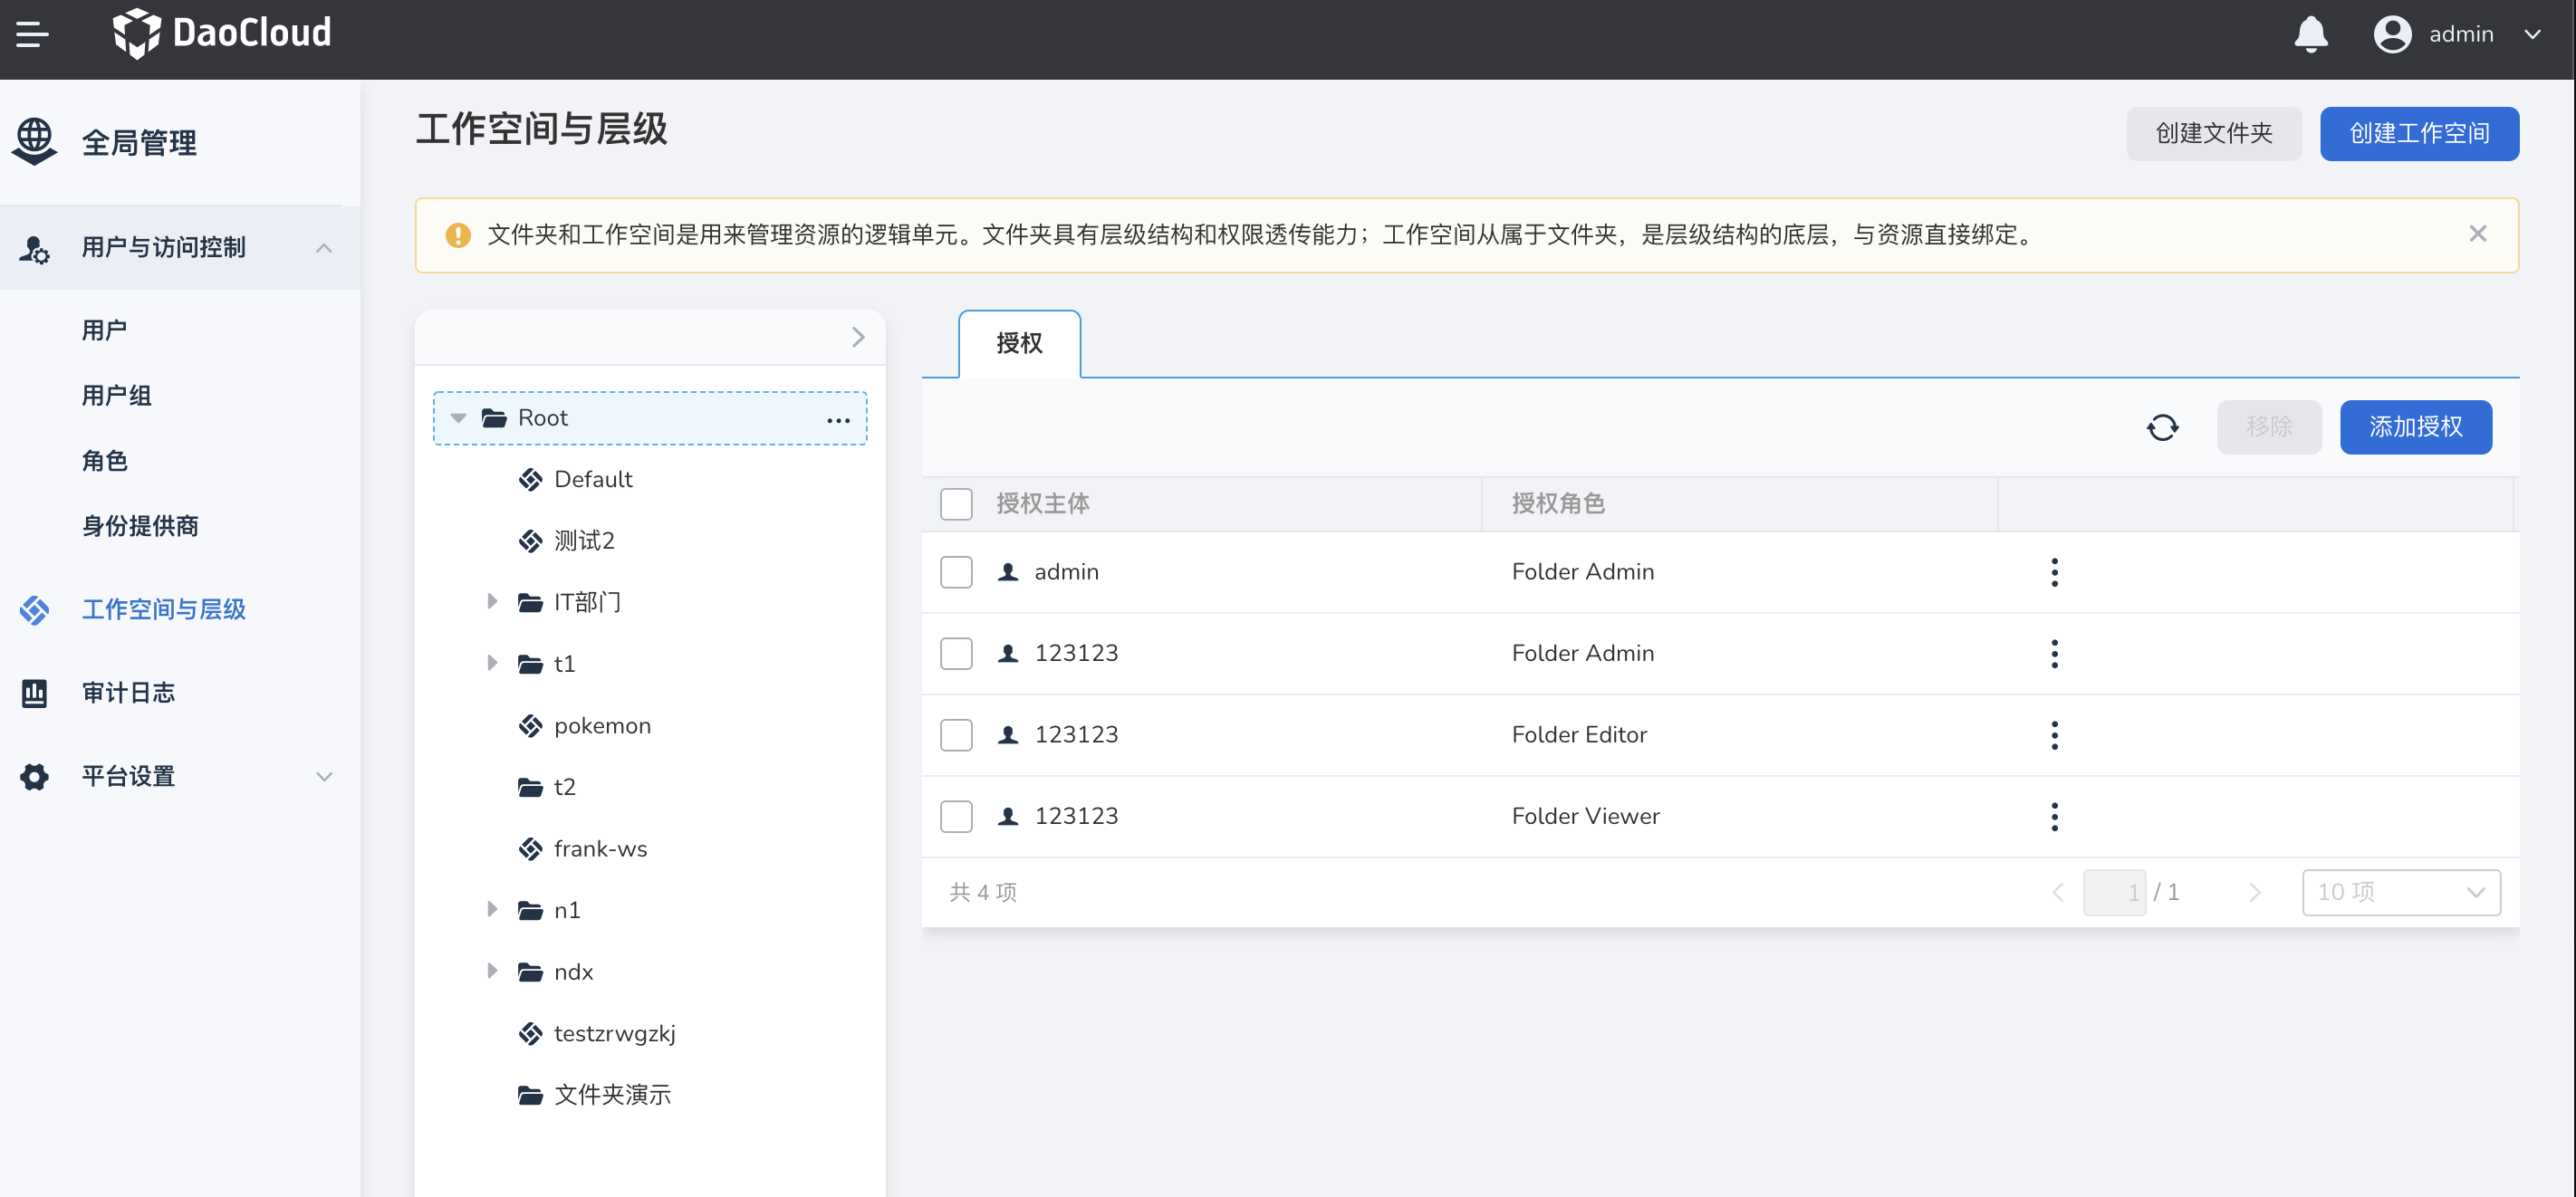 DaoCloud
admin
全局管理
用户与访问控制
用户
用户组
角色
身份提供商
工作空间与层级
审计日志
平台设置
工作空间与层级
创建文件夹
创建工作空间
文件夹和工作空间是用来管理资源的逻辑单元。文件夹具有层级结构和权限透传能力；工作空间从属于文件夹，是层级结构的底层，与资源直接绑定。
Root
Default
测试2
IT部门
t1
pokemon
t2
frank-ws
n1
ndx
testzrwgzkj
文件夹演示
授权
移除
添加授权
授权主体 授权角色
admin Folder Admin
123123 Folder Admin
123123 Folder Editor
123123 Folder Viewer
共 4 项
1 / 1
10 项